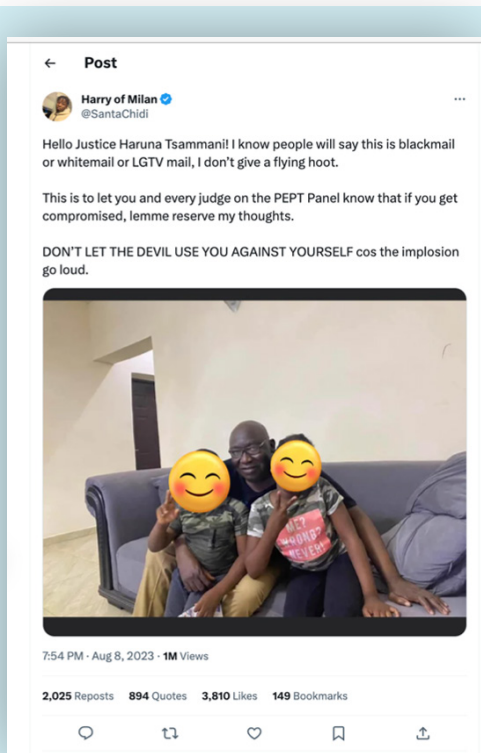 Post
Harry of Milan
@SantaChidi
Hello Justice Haruna Tsammani! I know people will say this is blackmail
or whitemail or LGTV mail, I don't give a flying hoot.
This is to let you and every judge on the PEPT Panel know that if you get
compromised, lemme reserve my thoughts.
DON'T LET THE DEVIL USE YOU AGAINST YOURSELF cos the implosion
go loud.
ME?
WRONG?
NEVER!
7:54 PM · Aug 8, 2023 · 1M Views
2,025 Reposts 894 Quotes 3,810 Likes 149 Bookmarks